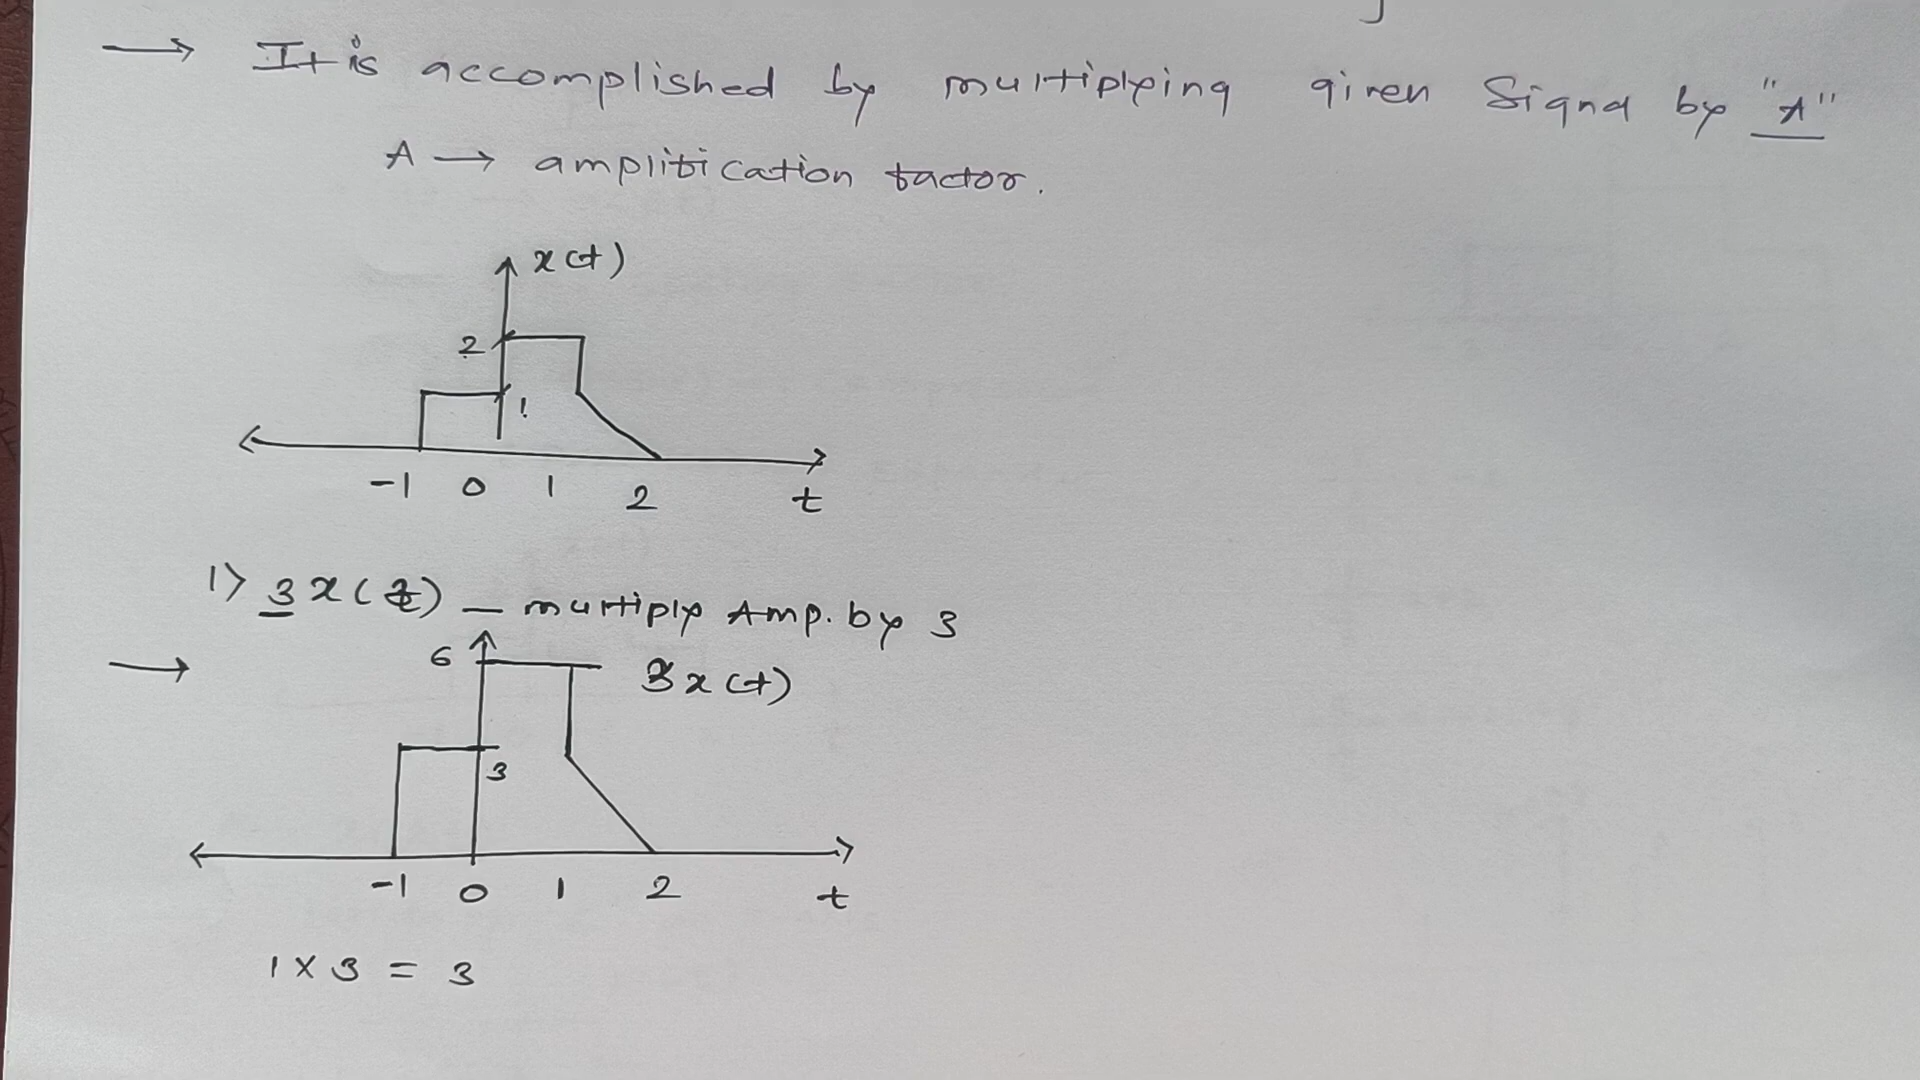 → It is accomplished by multiplying given Signal by "A"
A → amplification factor.
x(t)
2
1
-1 0 1 2 t
1) 3x(t) — multiply Amp. by 3
→
6
3x(t)
3
-1 0 1 2 t
1 × 3 = 3